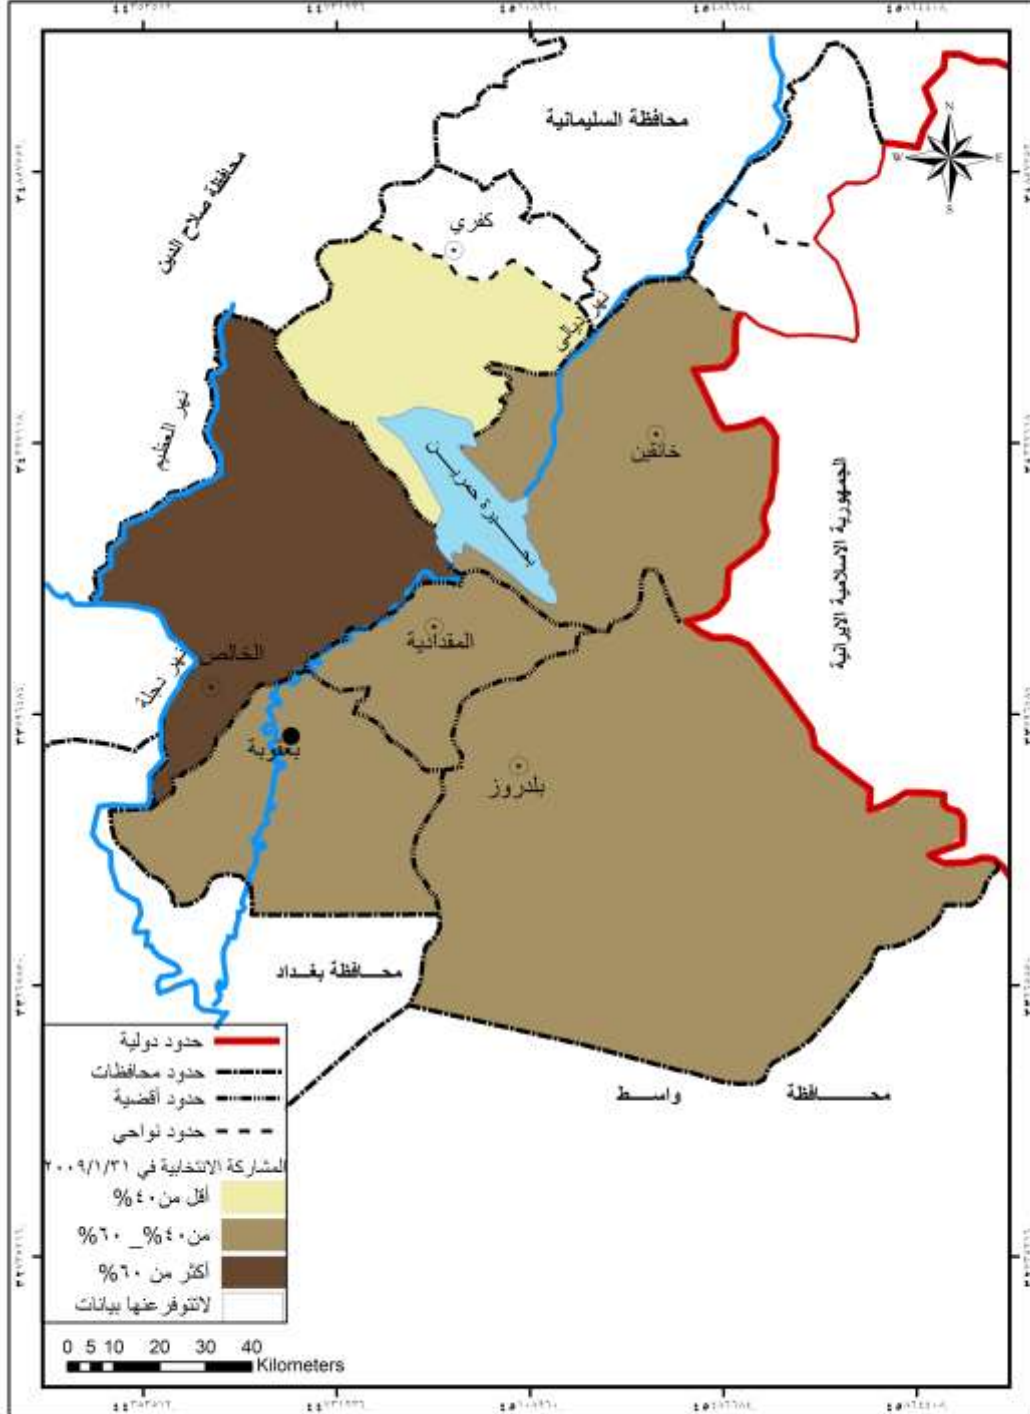 محافظة السليمانية
N
W
E
S
محافظة صلاح الدين
كفري
نهر ديالى
نهر العظيم
خانقين
بحيرة حمرين
الجمهورية الاسلامية الايرانية
المقدادية
الخالص
نهر دجلة
بعقوبة
بلدروز
محافظة بغداد
محافظة واسط
حدود دولية
حدود محافظات
حدود أقضية
حدود نواحي
المشاركة الانتخابية في ٢٠٠٩/١/٣١
أقل من ٤٠%
من ٤٠% _ ٦٠%
أكثر من ٦٠%
لاتتوفر عنها بيانات
0 5 10 20 30 40
Kilometers